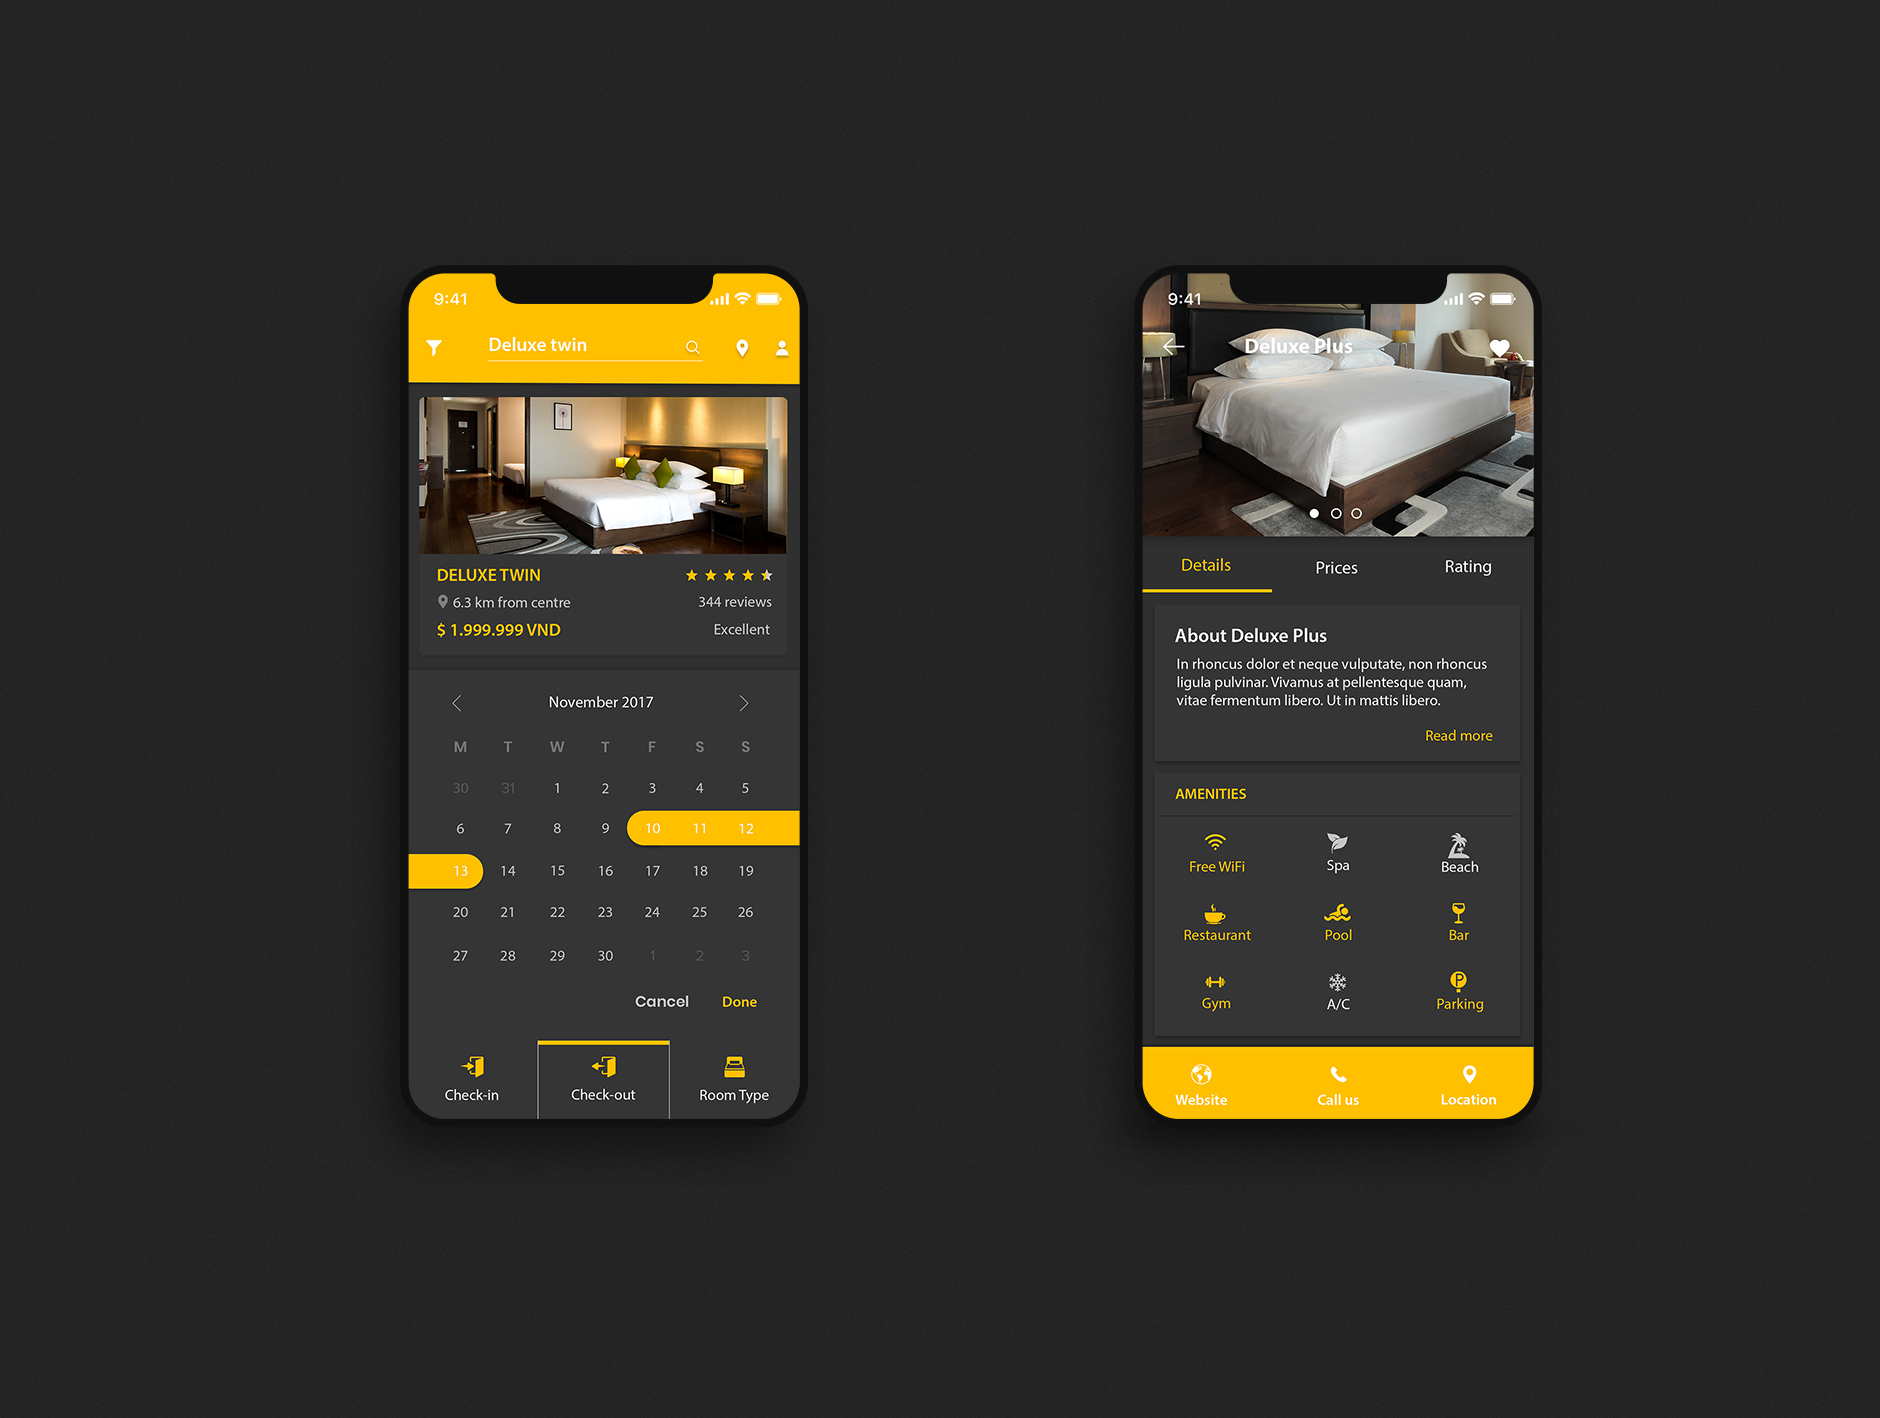 9:41
Deluxe twin
DELUXE TWIN
6.3 km from centre
344 reviews
$ 1.999.999 VND
Excellent
November 2017
M T W T F S S
30 31 1 2 3 4 5
6 7 8 9 10 11 12
13 14 15 16 17 18 19
20 21 22 23 24 25 26
27 28 29 30 1 2 3
Cancel Done
Check-in Check-out Room Type
9:41
Deluxe Plus
Details Prices Rating
About Deluxe Plus
In rhoncus dolor et neque vulputate, non rhoncus
ligula pulvinar. Vivamus at pellentesque quam,
vitae fermentum libero. Ut in mattis libero.
Read more
AMENITIES
Free WiFi Spa Beach
Restaurant Pool Bar
P
Gym A/C Parking
Website Call us Location